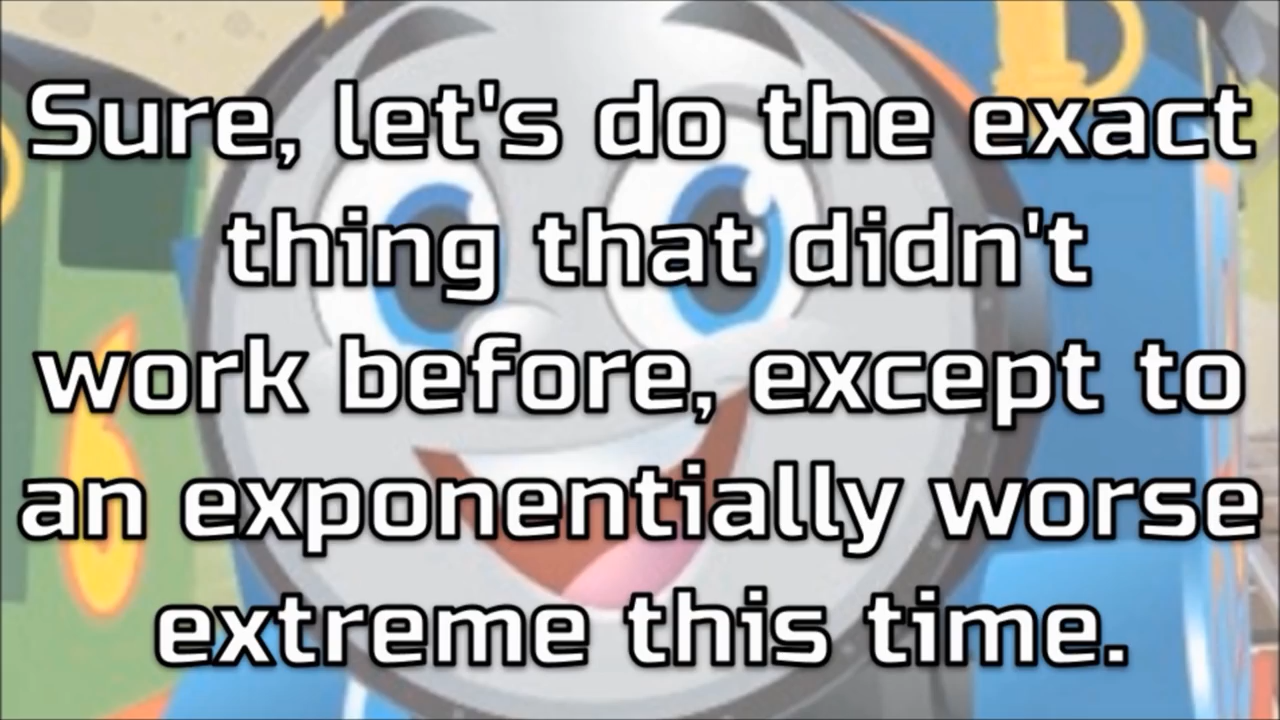 Sure, let's do the exact
thing that didn't
work before, except to
an exponentially worse
extreme this time.